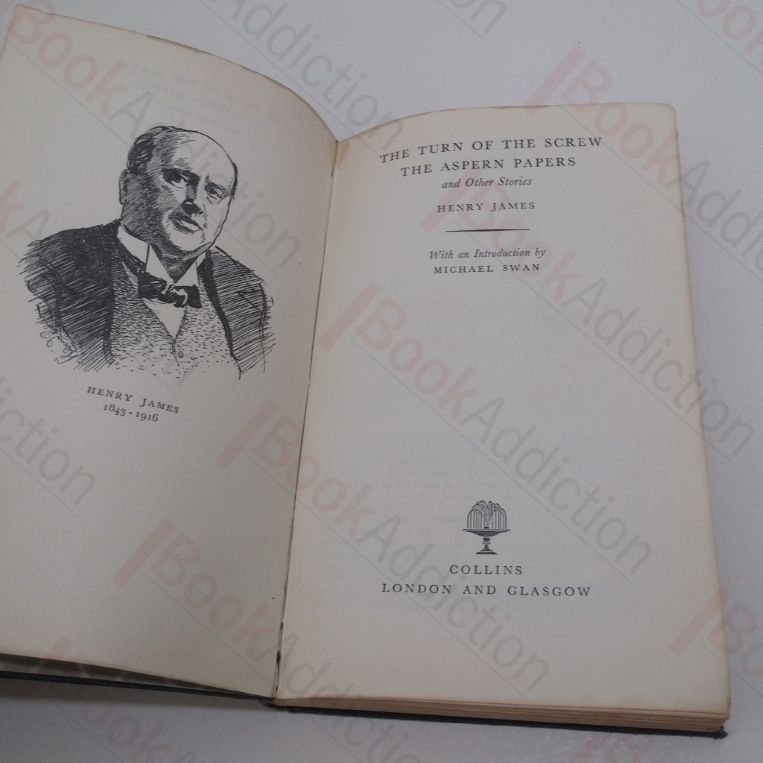 HENRY JAMES
1843-1916
THE TURN OF THE SCREW
THE ASPERN PAPERS
and Other Stories
HENRY JAMES
With an Introduction by
MICHAEL SWAN
COLLINS
LONDON AND GLASGOW
BookAddiction